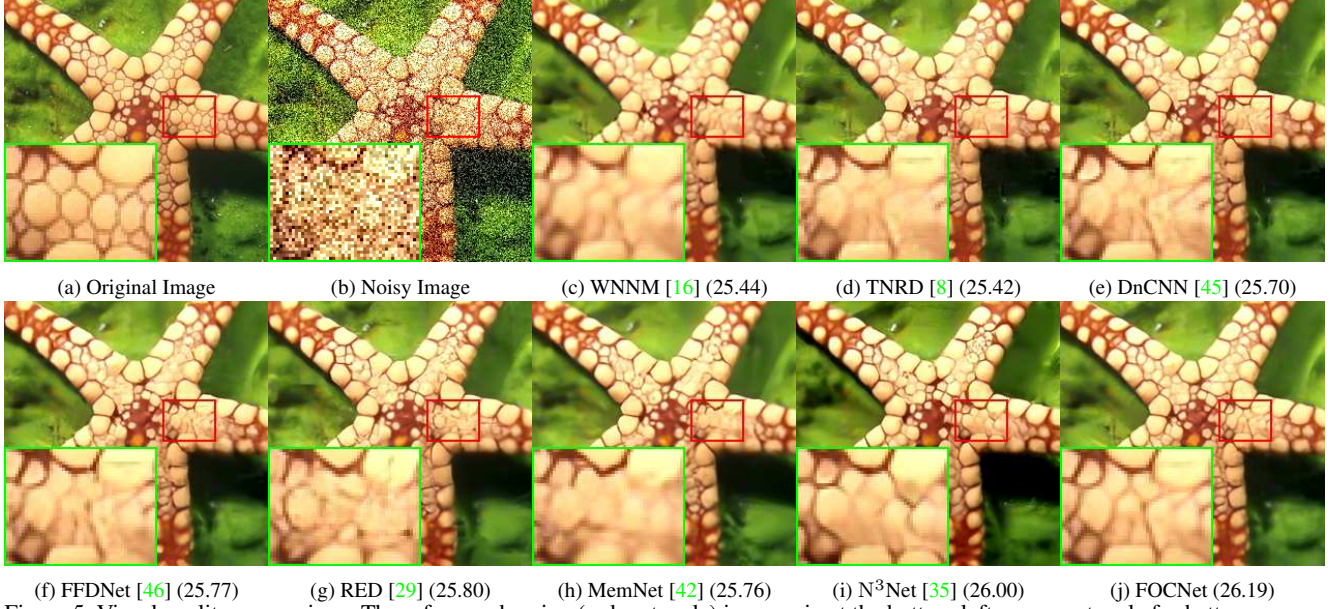 (a) Original Image
(b) Noisy Image
(c) WNNM [16] (25.44)
(d) TNRD [8] (25.42)
(e) DnCNN [45] (25.70)
(f) FFDNet [46] (25.77)
(g) RED [29] (25.80)
(h) MemNet [42] (25.76)
(i) N³Net [35] (26.00)
(j) FOCNet (26.19)